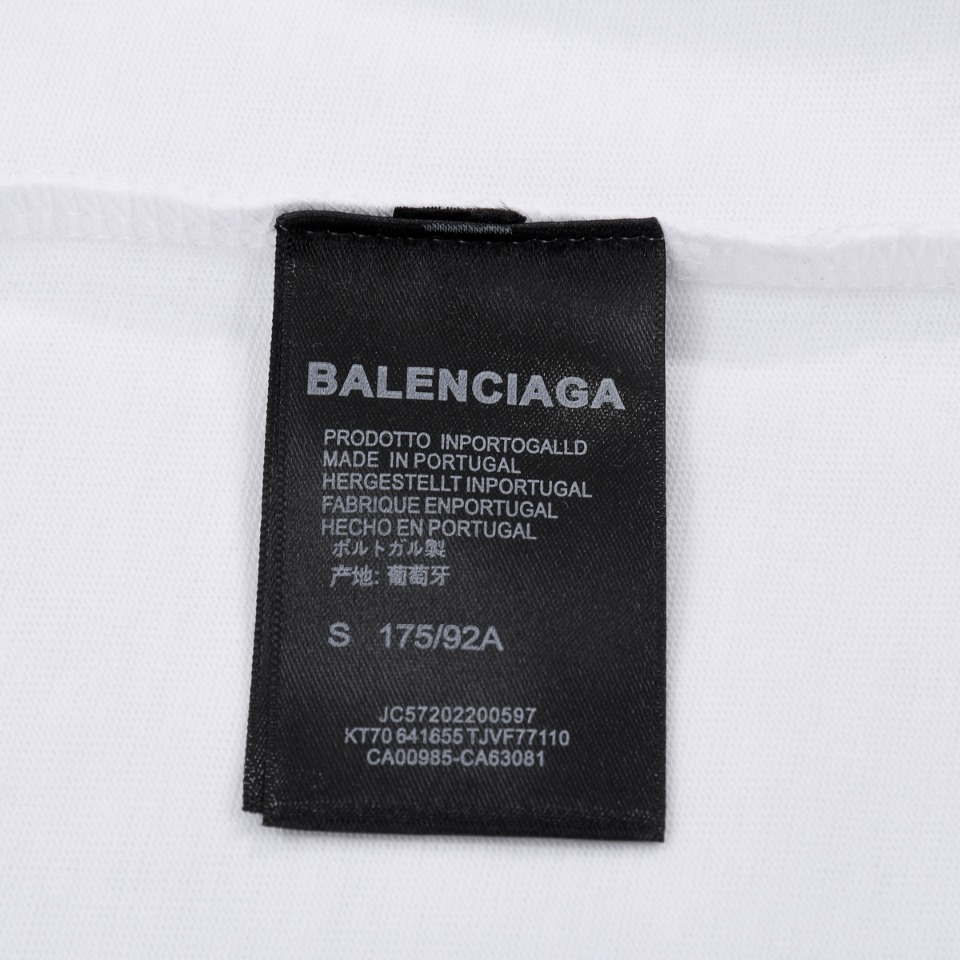 BALENCIAGA
PRODOTTO INPORTOGALLD
MADE IN PORTUGAL
HERGESTELLT INPORTUGAL
FABRIQUE ENPORTUGAL
HECHO EN PORTUGAL
ポルトガル製
产地: 葡萄牙
S 175/92A
JC57202200597
KT70 641655 TJVF77110
CA00985-CA63081